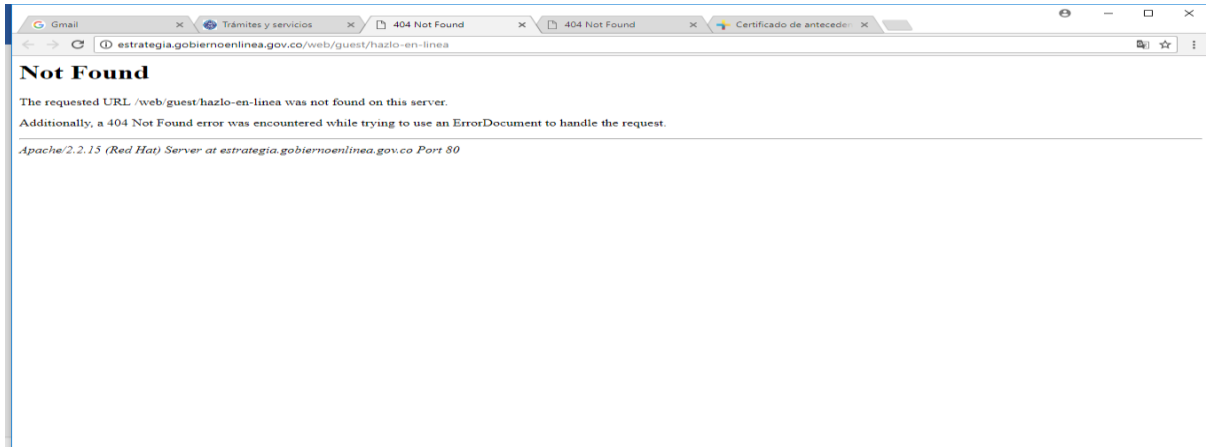 Gmail
Trámites y servicios
404 Not Found
404 Not Found
Certificado de anteceden
estrategia.gobiernoenlinea.gov.co/web/guest/hazlo-en-linea
Not Found
The requested URL /web/guest/hazlo-en-linea was not found on this server.
Additionally, a 404 Not Found error was encountered while trying to use an ErrorDocument to handle the request.
Apache/2.2.15 (Red Hat) Server at estrategia.gobiernoenlinea.gov.co Port 80